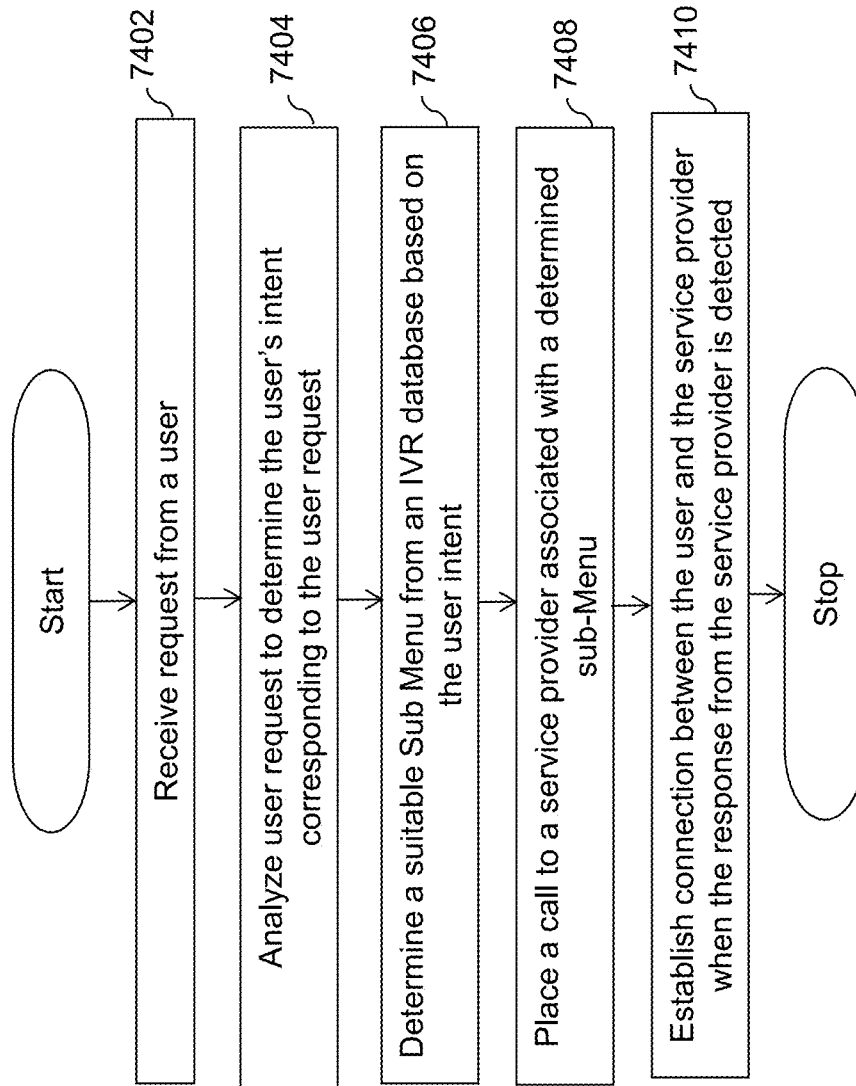 Start
Receive request from a user
7402
Analyze user request to determine the user's intent
corresponding to the user request
7404
Determine a suitable Sub Menu from an IVR database based on
the user intent
7406
Place a call to a service provider associated with a determined
sub-Menu
7408
Establish connection between the user and the service provider
when the response from the service provider is detected
7410
Stop